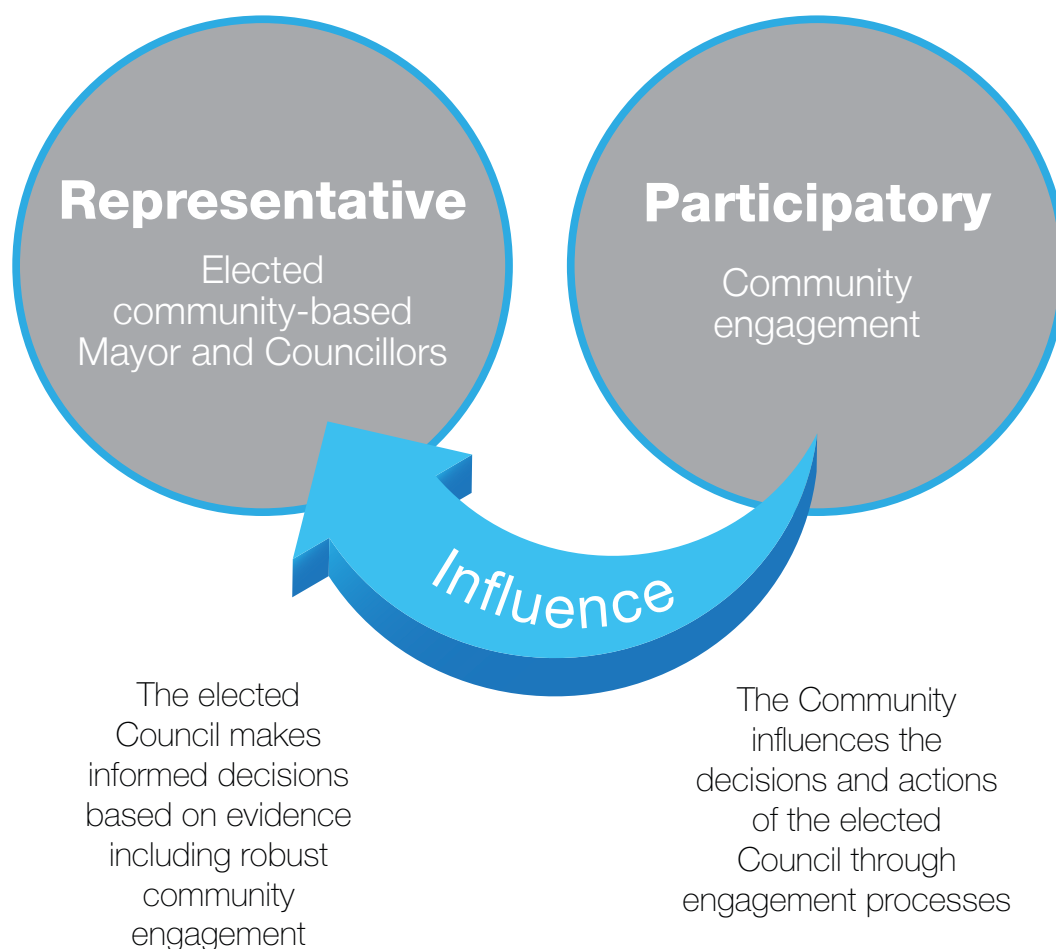 Representative
Elected
community-based
Mayor and Councillors
Participatory
Community
engagement
Influence
The elected
Council makes
informed decisions
based on evidence
including robust
community
engagement
The Community
influences the
decisions and actions
of the elected
Council through
engagement processes